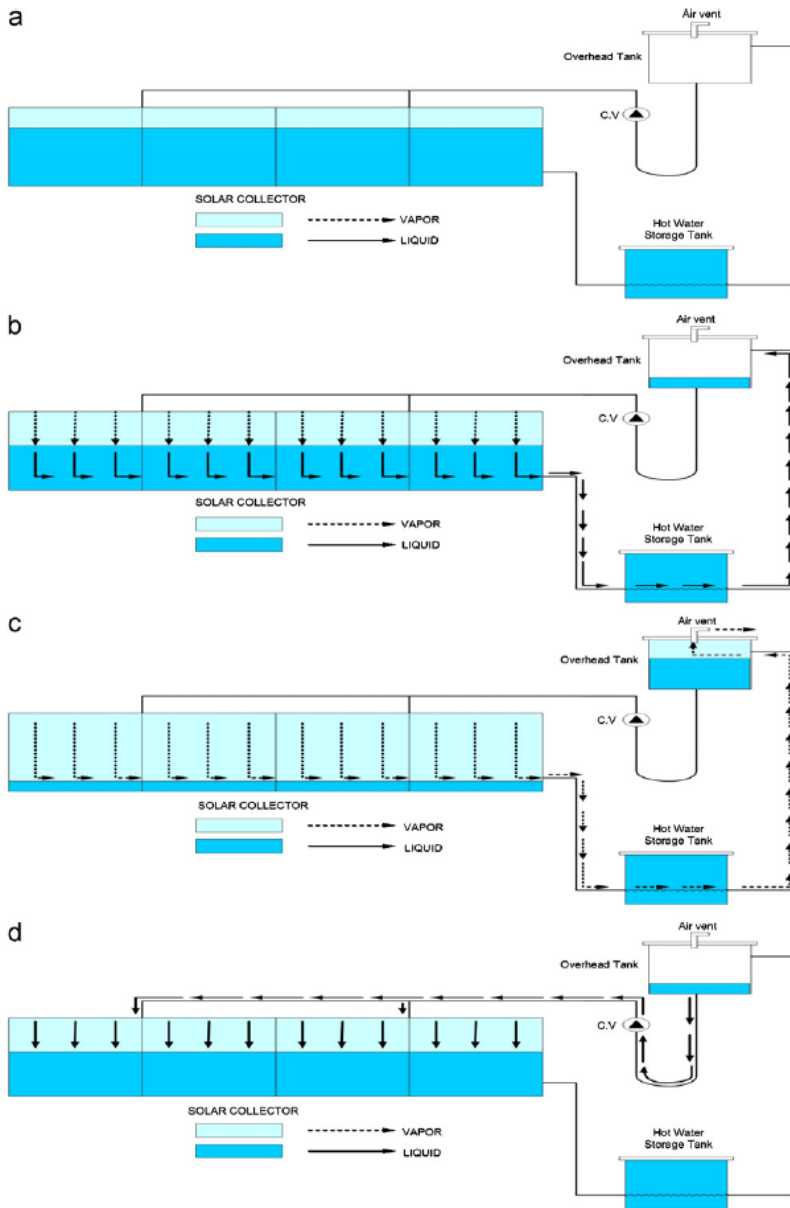 a
Air vent
Overhead Tank
C.V
SOLAR COLLECTOR
VAPOR
LIQUID
Hot Water
Storage Tank
b
Air vent
Overhead Tank
C.V
SOLAR COLLECTOR
VAPOR
LIQUID
Hot Water
Storage Tank
c
Air vent
Overhead Tank
C.V
SOLAR COLLECTOR
VAPOR
LIQUID
Hot Water
Storage Tank
d
Air vent
Overhead Tank
C.V
SOLAR COLLECTOR
VAPOR
LIQUID
Hot Water
Storage Tank